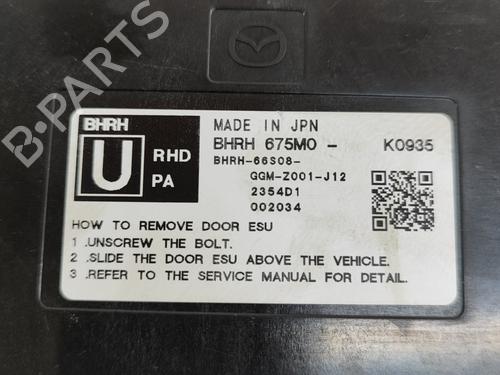 B-PARTS
BHRH
U
RHD
PA
MADE IN JPN
BHRH 675M0 - K0935
BHRH-66S08-
GGM-Z001-J12
2354D1
002034
HOW TO REMOVE DOOR ESU
1 .UNSCREW THE BOLT.
2 .SLIDE THE DOOR ESU ABOVE THE VEHICLE.
3 .REFER TO THE SERVICE MANUAL FOR DETAIL.